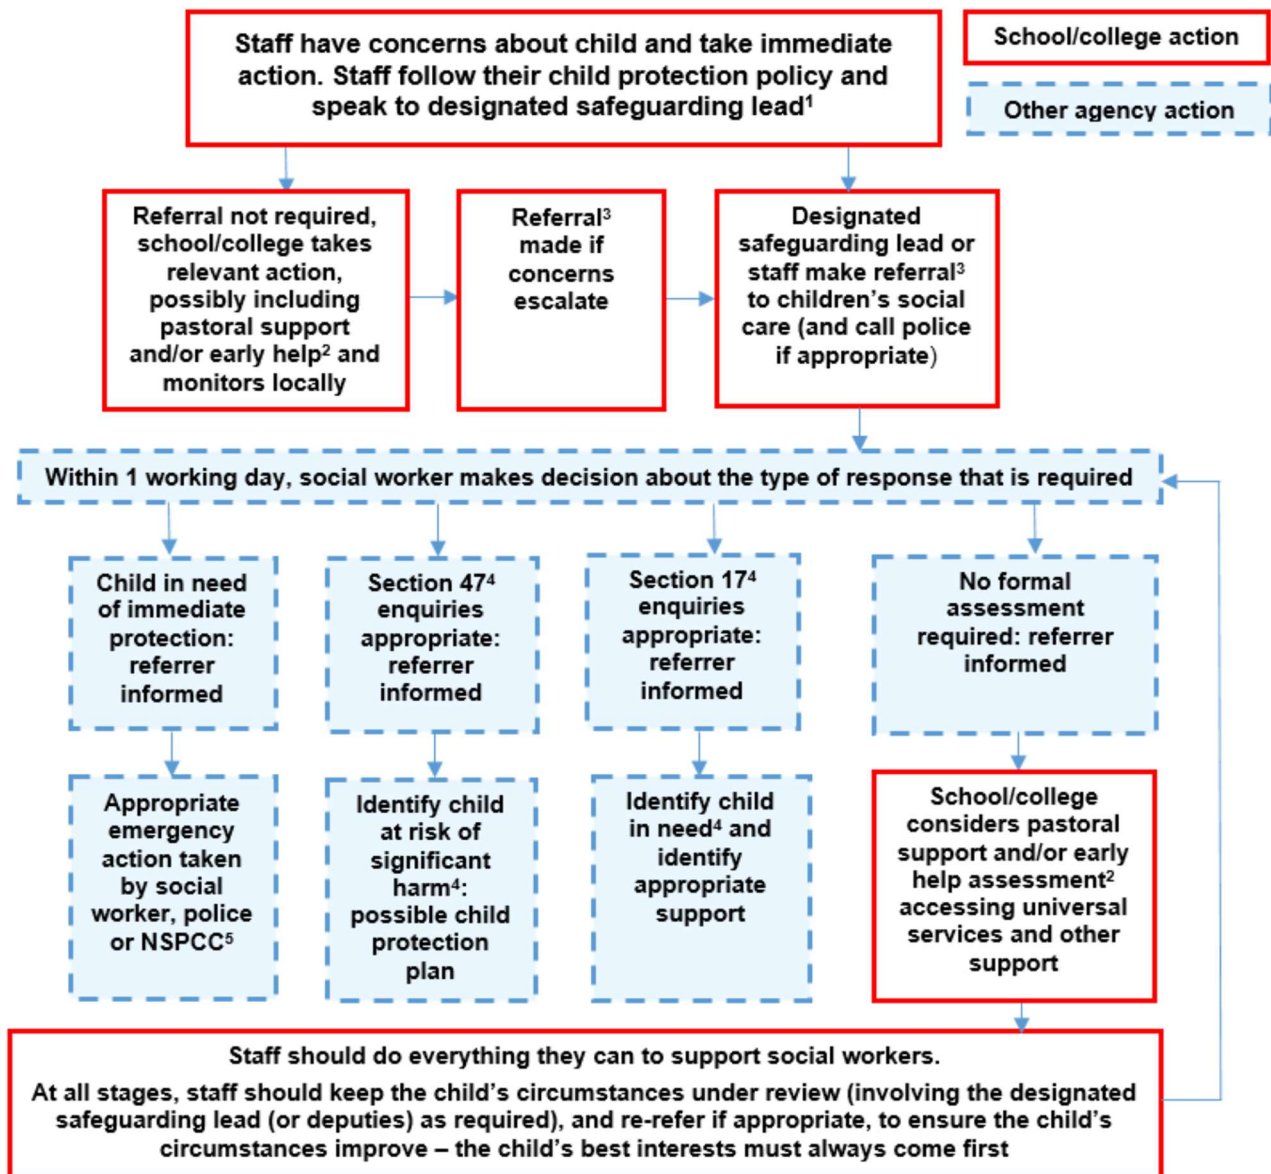 Staff have concerns about child and take immediate
action. Staff follow their child protection policy and
speak to designated safeguarding lead¹
School/college action
Other agency action
Referral not required,
school/college takes
relevant action,
possibly including
pastoral support
and/or early help² and
monitors locally
Referral³
made if
concerns
escalate
Designated
safeguarding lead or
staff make referral³
to children’s social
care (and call police
if appropriate)
Within 1 working day, social worker makes decision about the type of response that is required
Child in need
of immediate
protection:
referrer
informed
Section 47⁴
enquiries
appropriate:
referrer
informed
Section 17⁴
enquiries
appropriate:
referrer
informed
No formal
assessment
required: referrer
informed
Appropriate
emergency
action taken
by social
worker, police
or NSPCC⁵
Identify child
at risk of
significant
harm⁴:
possible child
protection
plan
Identify child
in need⁴ and
identify
appropriate
support
School/college
considers pastoral
support and/or early
help assessment²
accessing universal
services and other
support
Staff should do everything they can to support social workers.
At all stages, staff should keep the child’s circumstances under review (involving the designated
safeguarding lead (or deputies) as required), and re-refer if appropriate, to ensure the child’s
circumstances improve – the child’s best interests must always come first